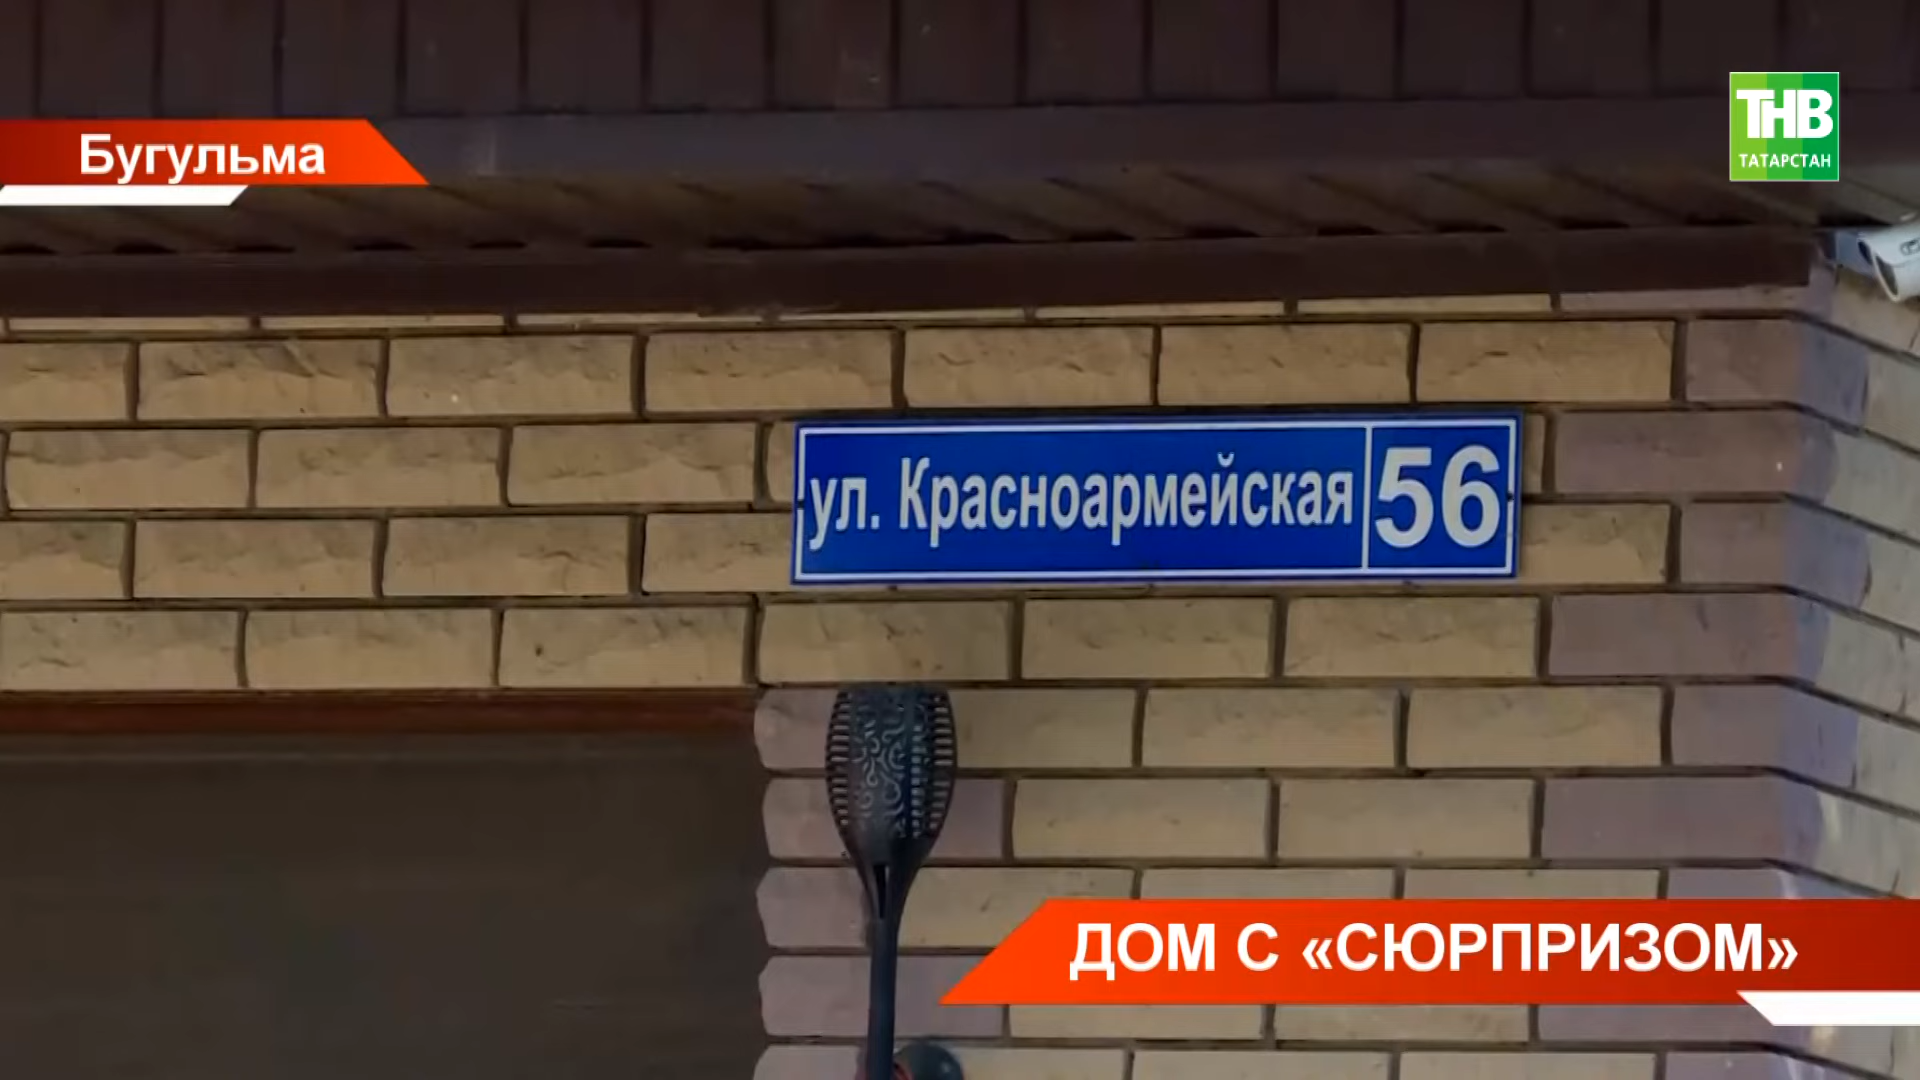 Бугульма
ТНВ
ТАТАРСТАН
ул. Красноармейская 56
ДОМ С «СЮРПРИЗОМ»